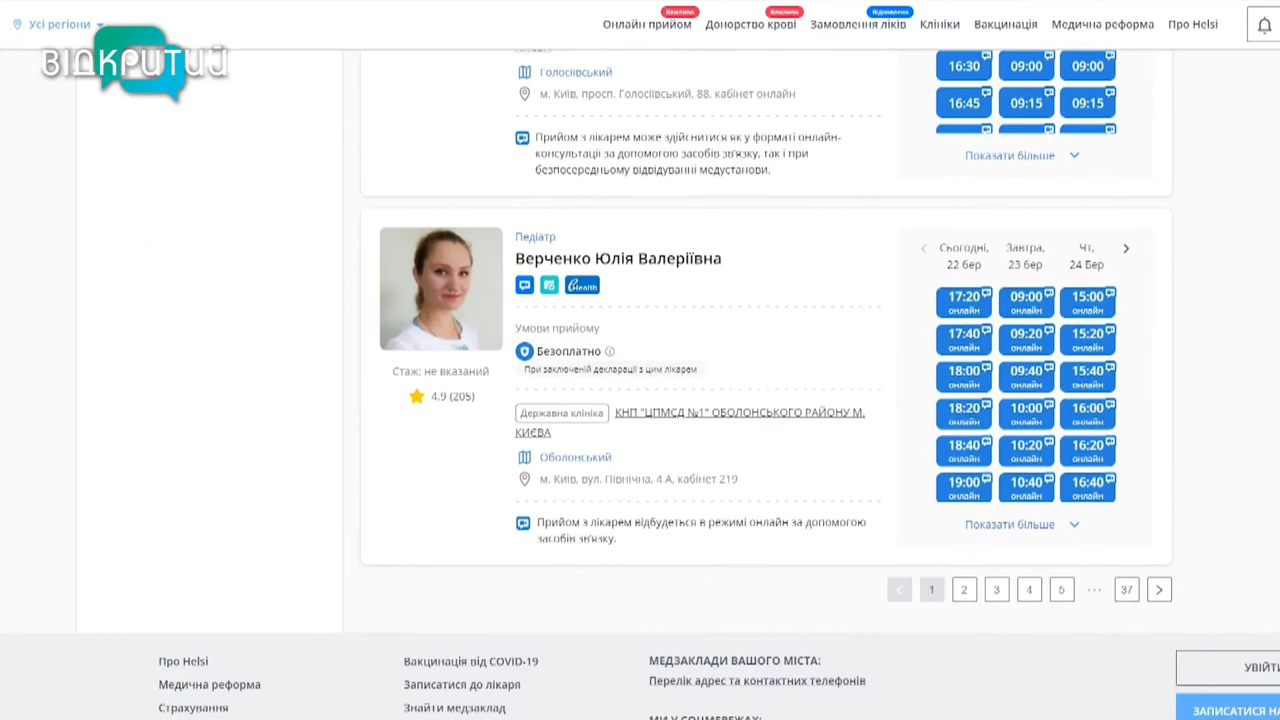 Усі регіони
ВІДКРИТИЙ
Важливо
Важливо
Відновлено
Онлайн прийом
Донорство крові
Замовлення ліків
Клініки
Вакцинація
Медична реформа
Про Helsi
Голосіївський
м. Київ, просп. Голосіївський, 88, кабінет онлайн
Прийом з лікарем може здійснитися як у форматі онлайн-
консультації за допомогою засобів зв'язку, так і при
безпосередньому відвідуванні медустанови.
16:30 09:00 09:00
16:45 09:15 09:15
Показати більше
Педіатр
Верченко Юлія Валеріївна
Health
Умови прийому
Безоплатно
При заключеній декларації з цим лікарем
Стаж: не вказаний
4.9 (205)
Державна клініка КНП "ЦПМСД №1" ОБОЛОНСЬКОГО РАЙОНУ М.
КИЄВА
Оболонський
м. Київ, вул. Північна, 4 А, кабінет 219
Прийом з лікарем відбудеться в режимі онлайн за допомогою
засобів зв'язку.
Сьогодні, Завтра, Чт,
22 бер 23 бер 24 бер
17:20 09:00 15:00
онлайн онлайн онлайн
17:40 09:20 15:20
онлайн онлайн онлайн
18:00 09:40 15:40
онлайн онлайн онлайн
18:20 10:00 16:00
онлайн онлайн онлайн
18:40 10:20 16:20
онлайн онлайн онлайн
19:00 10:40 16:40
онлайн онлайн онлайн
Показати більше
< 1 2 3 4 5 ··· 37 >
Про Helsi
Медична реформа
Страхування
Вакцинація від COVID-19
Записатися до лікаря
Знайти медзаклад
МЕДЗАКЛАДИ ВАШОГО МІСТА:
Перелік адрес та контактних телефонів
МИ У СОЦМЕРЕЖАХ:
УВІЙТИ
ЗАПИСАТИСЯ НА